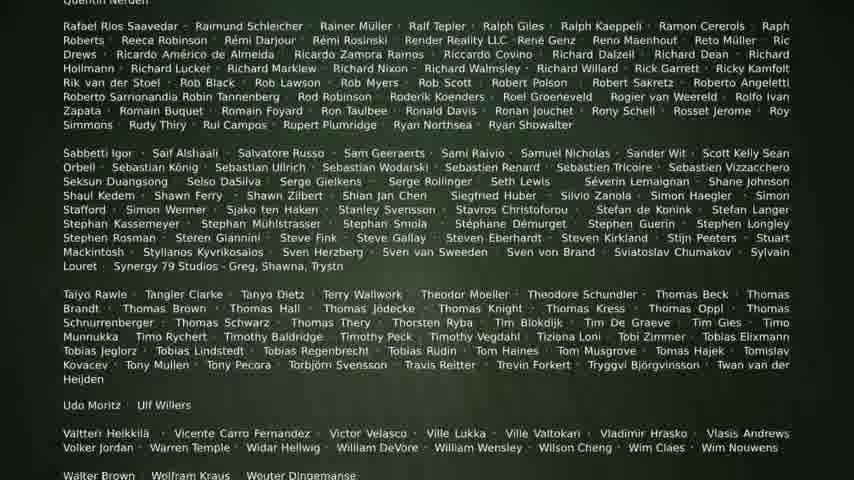 Quentin Nerden
Rafael Rlos Saavedar · Raimund Schleicher · Rainer Müller · Ralf Tepler · Ralph Giles · Ralph Kaeppeli · Ramon Cererols · Raph
Roberts · Reece Robinson · Rémi Darjour · Rémi Rosinski · Render Reality LLC · René Genz · Reno Maenhout · Reto Müller · Ric
Drews · Ricardo Américo de Almeida · Ricardo Zamora Ramos · Riccardo Covino · Richard Dalzell · Richard Dean · Richard
Hollmann · Richard Lucker · Richard Marklew · Richard Nixon · Richard Walmsley · Richard Willard · Rick Garrett · Ricky Kamfolt
Rik van der Stoel · Rob Black · Rob Lawson · Rob Myers · Rob Scott · Robert Polson · Robert Sakretz · Roberto Angeletti
Roberto Sarrionandia Robin Tannenberg · Rod Robinson · Roderik Koenders · Roel Groeneveld · Rogier van Weereld · Rolfo Ivan
Zapata · Romain Buquet · Romain Foyard · Ron Taulbee · Ronald Davis · Ronan Jouchet · Rony Schell · Rosset Jerome · Roy
Simmons · Rudy Thiry · Rui Campos · Rupert Plumridge · Ryan Northsea · Ryan Showalter
Sabbetti Igor · Saif Alshaali · Salvatore Russo · Sam Geeraerts · Sami Raivio · Samuel Nicholas · Sander Wit · Scott Kelly Sean
Orbell · Sebastian König · Sebastian Ullrich · Sebastian Wodarski · Sebastien Renard · Sebastien Tricoire · Sebastien Vizzacchero
Seksun Duangsong · Selso DaSilva · Serge Gielkens · Serge Rollinger · Seth Lewis · Séverin Lemaignan · Shane Johnson
Shaul Kedem · Shawn Ferry · Shawn Zilbert · Shian Jan Chen · Siegfried Huber · Silvio Zanola · Simon Haegler · Simon
Stafford · Simon Wermer · Sjako ten Haken · Stanley Svensson · Stavros Christoforou · Stefan de Konink · Stefan Langer
Stephan Kassemeyer · Stephan Mühlstrasser · Stephan Smola · Stéphane Démurget · Stephen Guerin · Stephen Longley
Stephen Rosman · Steren Giannini · Steve Fink · Steve Gallay · Steven Eberhardt · Steven Kirkland · Stijn Peeters · Stuart
Mackintosh · Stylianos Kyvrikosaios · Sven Herzberg · Sven van Sweeden · Sven von Brand · Sviatoslav Chumakov · Sylvain
Louret · Synergy 79 Studios - Greg, Shawna, Trystn
Taiyo Rawle · Tangler Clarke · Tanyo Dietz · Terry Wallwork · Theodor Moeller · Theodore Schundler · Thomas Beck · Thomas
Brandt · Thomas Brown · Thomas Hall · Thomas Jödecke · Thomas Knight · Thomas Kress · Thomas Oppl · Thomas
Schnurrenberger · Thomas Schwarz · Thomas Thery · Thorsten Ryba · Tim Blokdijk · Tim De Graeve · Tim Gies · Timo
Munnukka · Timo Rychert · Timothy Baldridge · Timothy Peck · Timothy Vegdahl · Tiziana Loni · Tobi Zimmer · Tobias Elixmann
Tobias Jeglorz · Tobias Lindstedt · Tobias Regenbrecht · Tobias Rudin · Tom Haines · Tom Musgrove · Tomas Hajek · Tomislav
Kovacev · Tony Mullen · Tony Pecora · Torbjörn Svensson · Travis Reitter · Trevin Forkert · Tryggvi Björgvinsson · Twan van der
Heijden
Udo Moritz · Ulf Willers
Valtteri Heikkilä · Vicente Carro Fernandez · Victor Velasco · Ville Lukka · Ville Valtokari · Vladimir Hrasko · Vlasis Andrews
Volker Jordan · Warren Temple · Widar Hellwig · William DeVore · William Wensley · Wilson Cheng · Wim Claes · Wim Nouwens
Walter Brown · Wolfram Kraus · Wouter Dingemanse